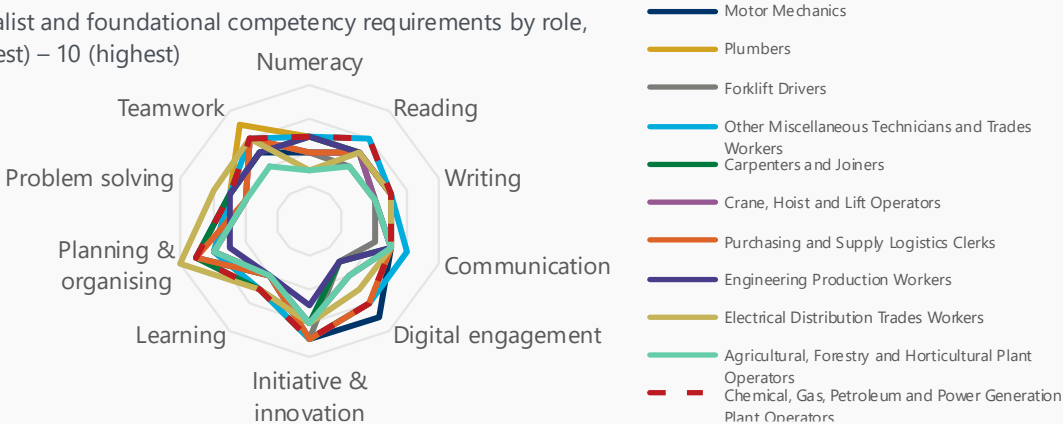 alist and foundational competency requirements by role,
est) – 10 (highest)
Numeracy
Teamwork
Reading
Problem solving
Writing
Planning &
organising
Communication
Learning
Digital engagement
Initiative &
innovation
Motor Mechanics
Plumbers
Forklift Drivers
Other Miscellaneous Technicians and Trades
Workers
Carpenters and Joiners
Crane, Hoist and Lift Operators
Purchasing and Supply Logistics Clerks
Engineering Production Workers
Electrical Distribution Trades Workers
Agricultural, Forestry and Horticultural Plant
Operators
Chemical, Gas, Petroleum and Power Generation
Plant Operators